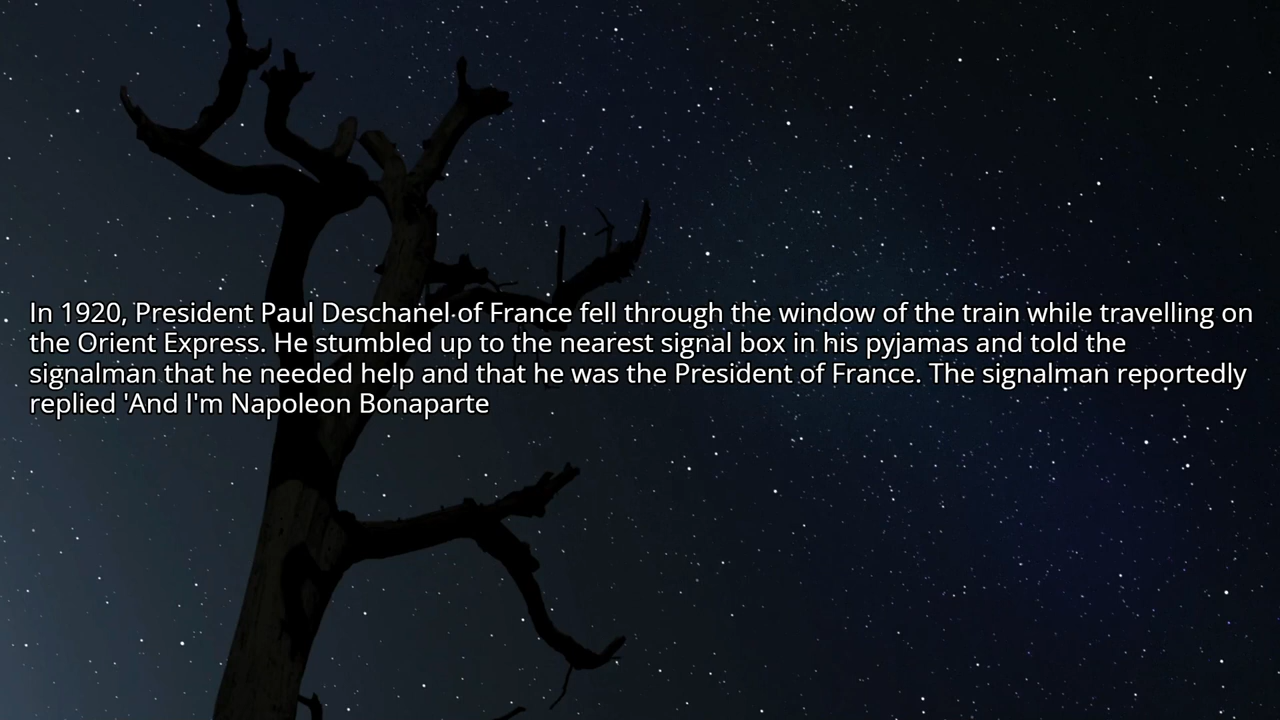 In 1920, President Paul Deschanel of France fell through the window of the train while travelling on
the Orient Express. He stumbled up to the nearest signal box in his pyjamas and told the
signalman that he needed help and that he was the President of France. The signalman reportedly
replied 'And I'm Napoleon Bonaparte